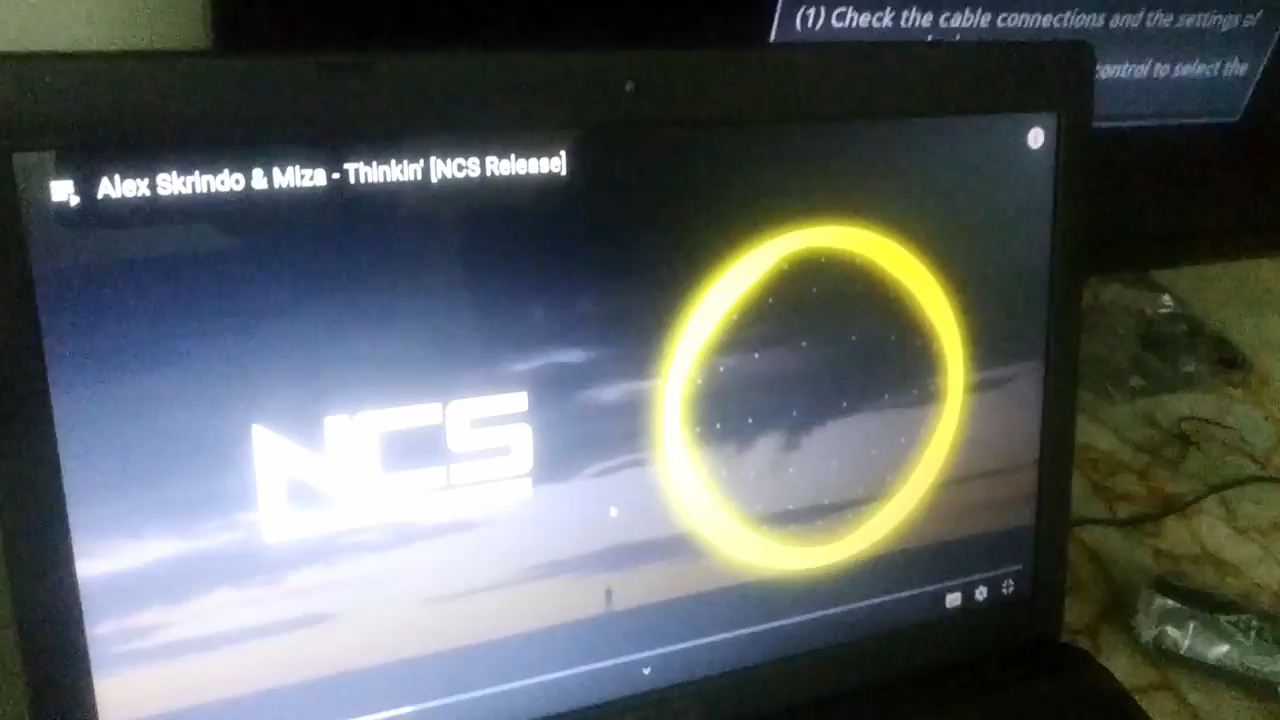 (1) Check the cable connections and the settings of
control to select the
Alex Skrindo & Miza - Thinkin' [NCS Release]
NCS